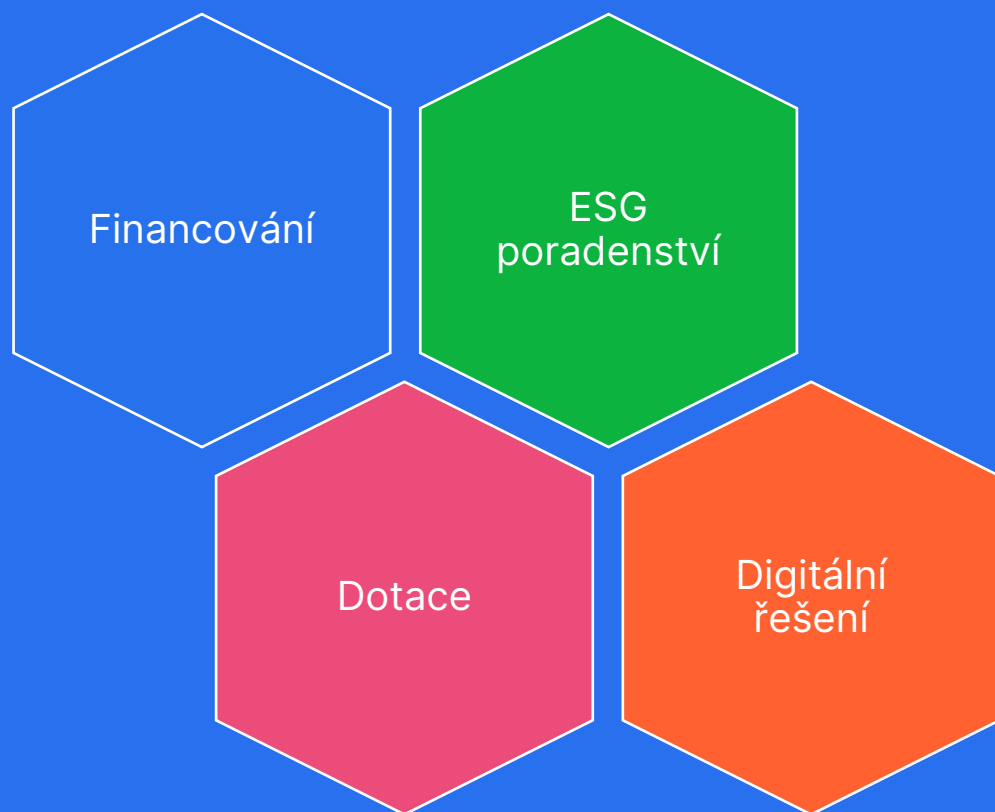 Financování
ESG
poradenství
Dotace
Digitální
řešení